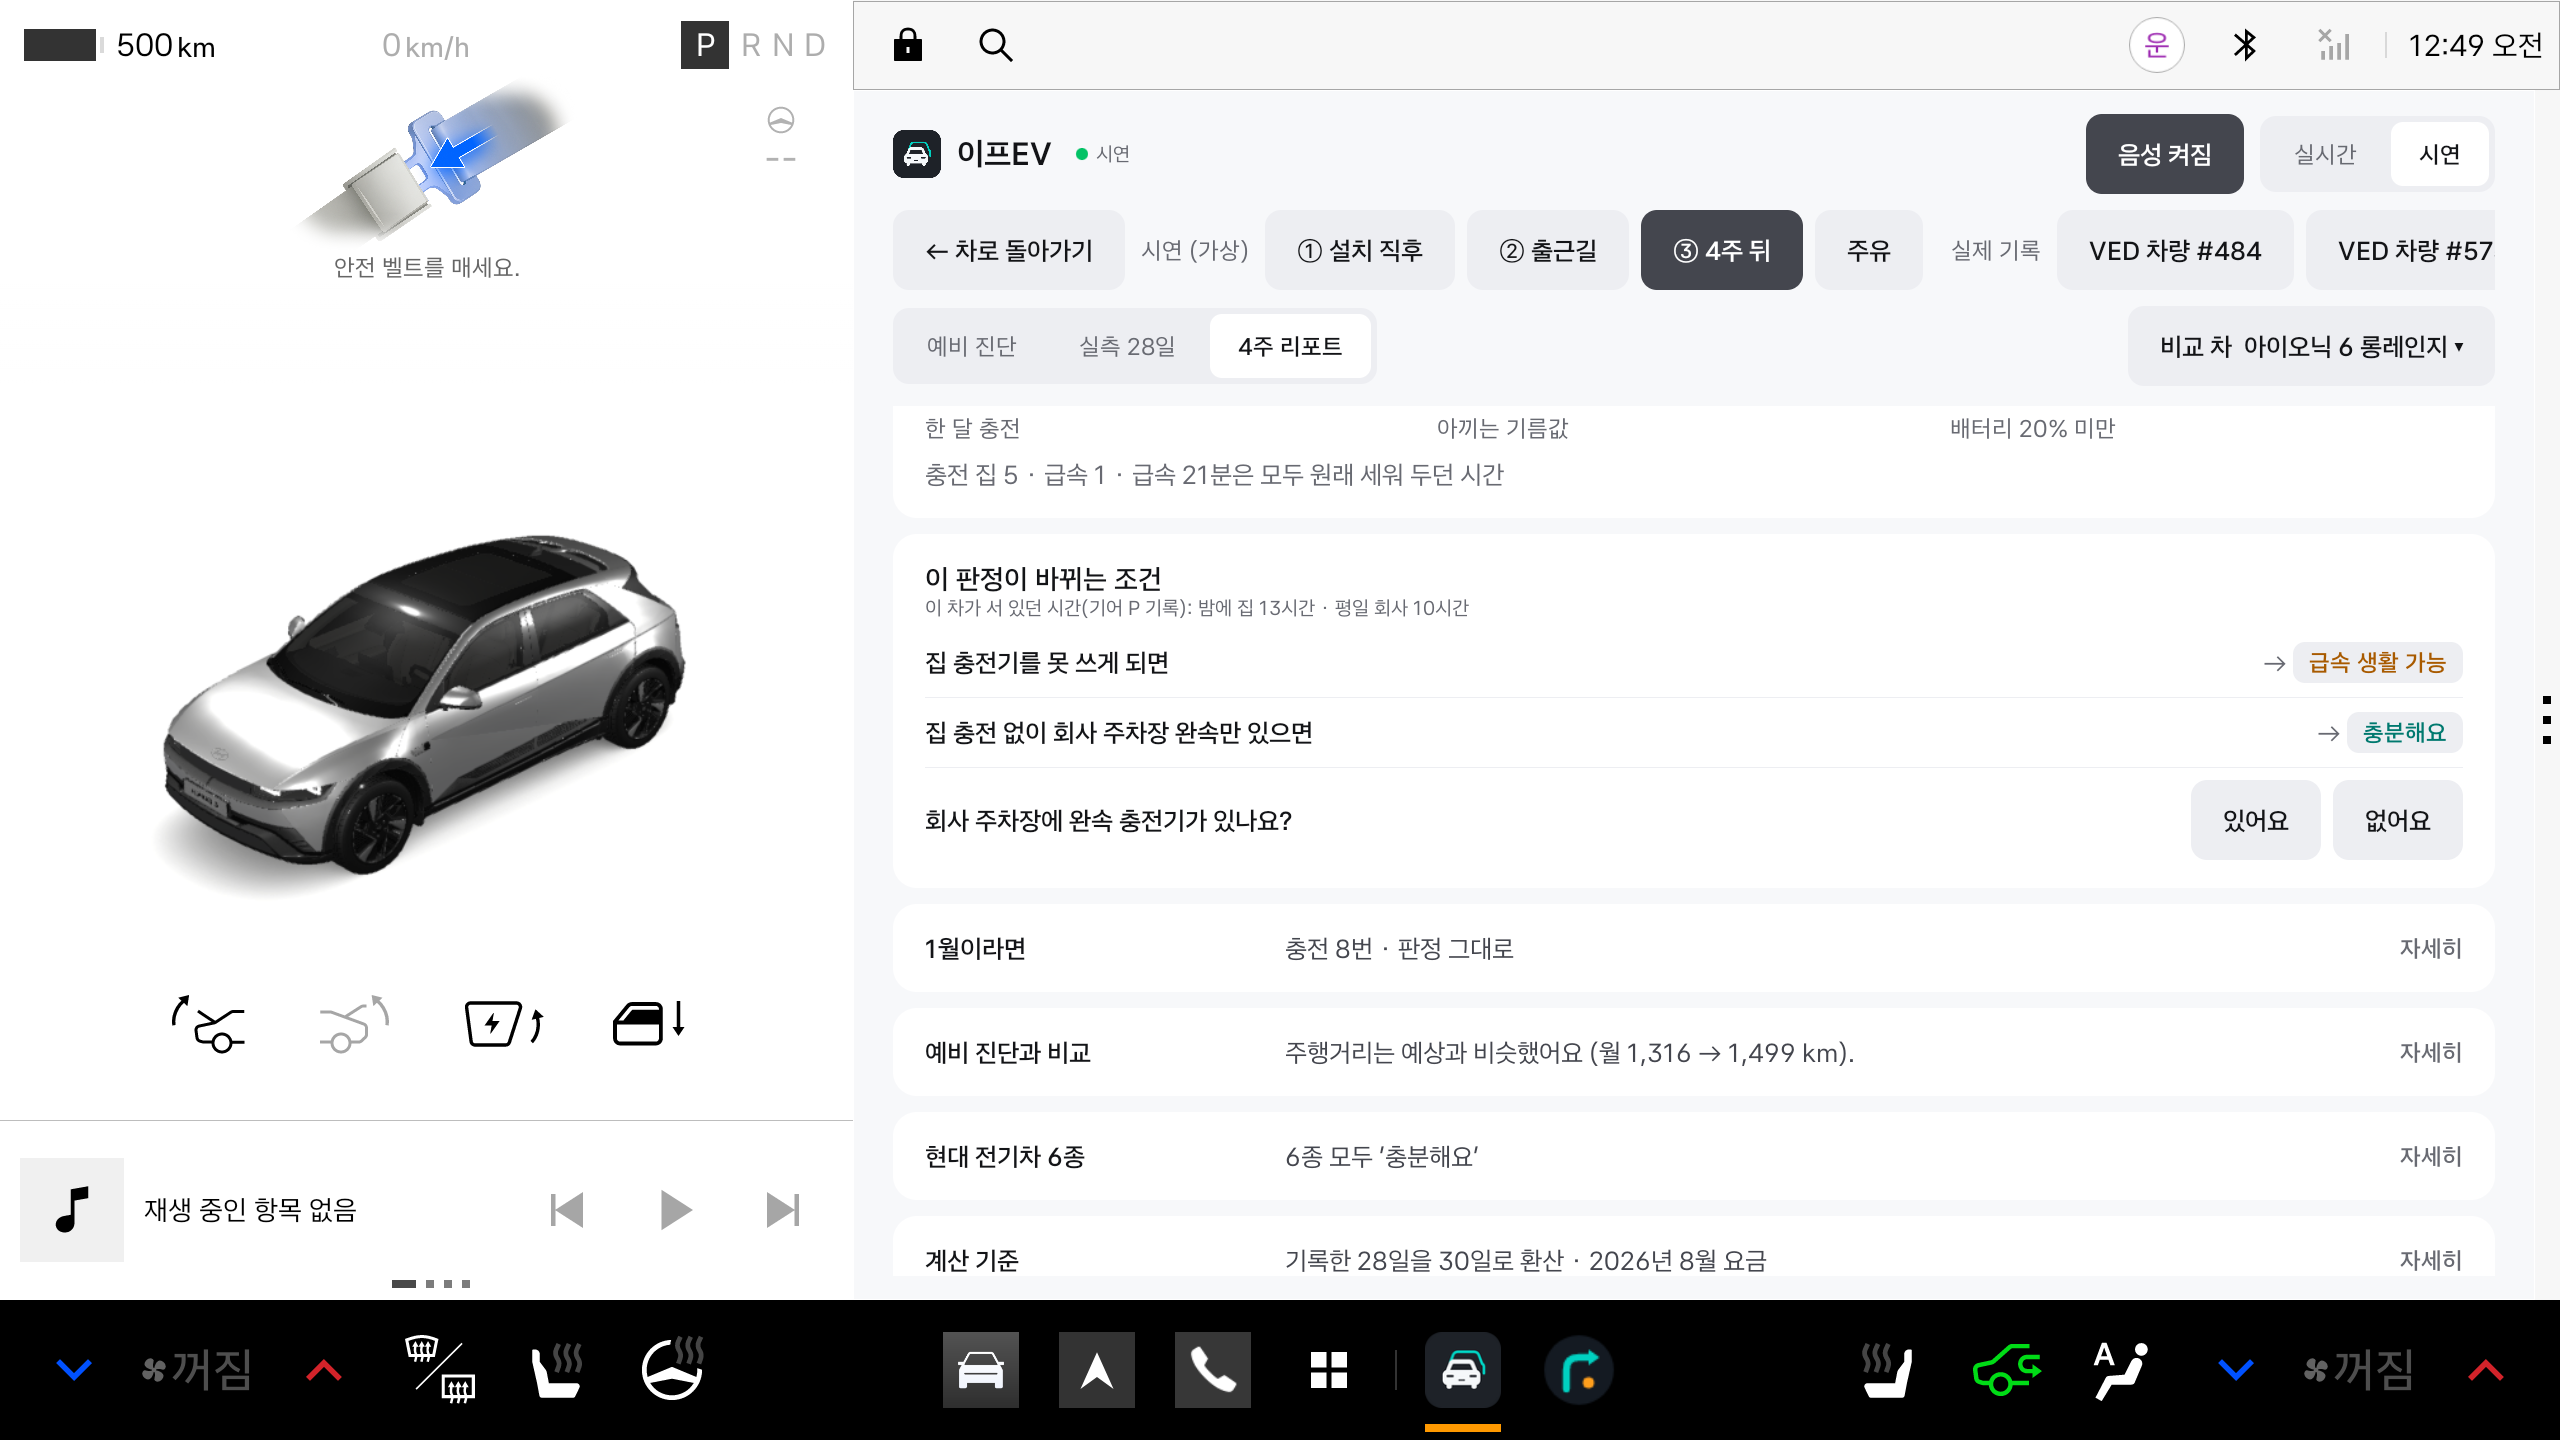 500 km
0 km/h
P R N D
안전 벨트를 매세요.
--
재생 중인 항목 없음
운
12:49 오전
이프EV
시연
음성 켜짐
실시간
시연
← 차로 돌아가기
시연 (가상)
① 설치 직후
② 출근길
③ 4주 뒤
주유
실제 기록
VED 차량 #484
VED 차량 #57
예비 진단
실측 28일
4주 리포트
비교 차 아이오닉 6 롱레인지 ▾
한 달 충전
아끼는 기름값
배터리 20% 미만
충전 집 5 · 급속 1 · 급속 21분은 모두 원래 세워 두던 시간
이 판정이 바뀌는 조건
이 차가 서 있던 시간(기어 P 기록): 밤에 집 13시간 · 평일 회사 10시간
집 충전기를 못 쓰게 되면
→ 급속 생활 가능
집 충전 없이 회사 주차장 완속만 있으면
→ 충분해요
회사 주차장에 완속 충전기가 있나요?
있어요
없어요
1월이라면
충전 8번 · 판정 그대로
자세히
예비 진단과 비교
주행거리는 예상과 비슷했어요 (월 1,316 → 1,499 km).
자세히
현대 전기차 6종
6종 모두 '충분해요'
자세히
계산 기준
기록한 28일을 30일로 환산 · 2026년 8월 요금
자세히
꺼짐
A
꺼짐